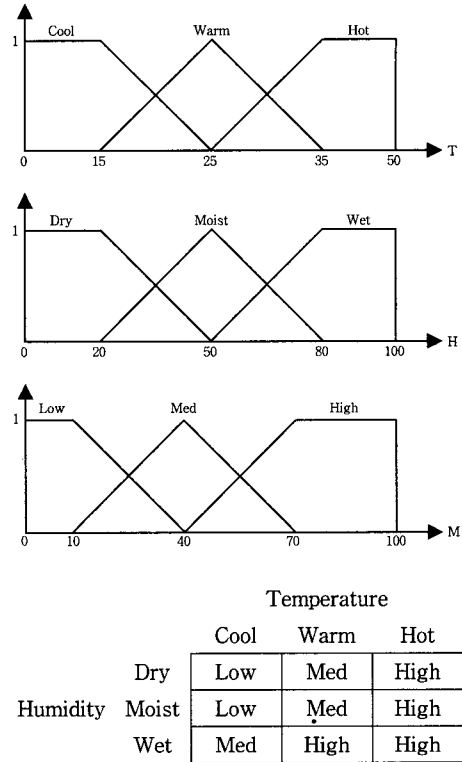 Cool Warm Hot
1
0 15 25 35 50 T
Dry Moist Wet
1
0 20 50 80 100 H
Low Med High
1
0 10 40 70 100 M
Temperature
Cool Warm Hot
Dry Low Med High
Humidity Moist Low Med High
Wet Med High High